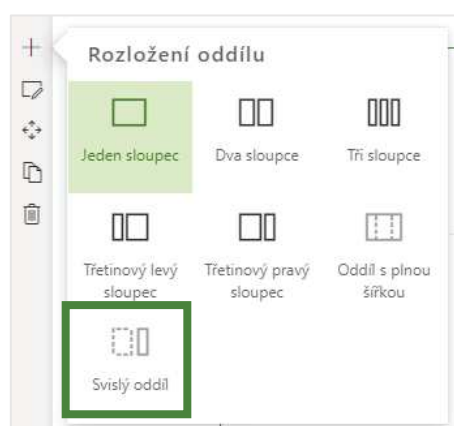 Rozložení oddílu
Jeden sloupec
Dva sloupce
Tři sloupce
Třetinový levý
sloupec
Třetinový pravý
sloupec
Oddíl s plnou
šířkou
Svislý oddíl